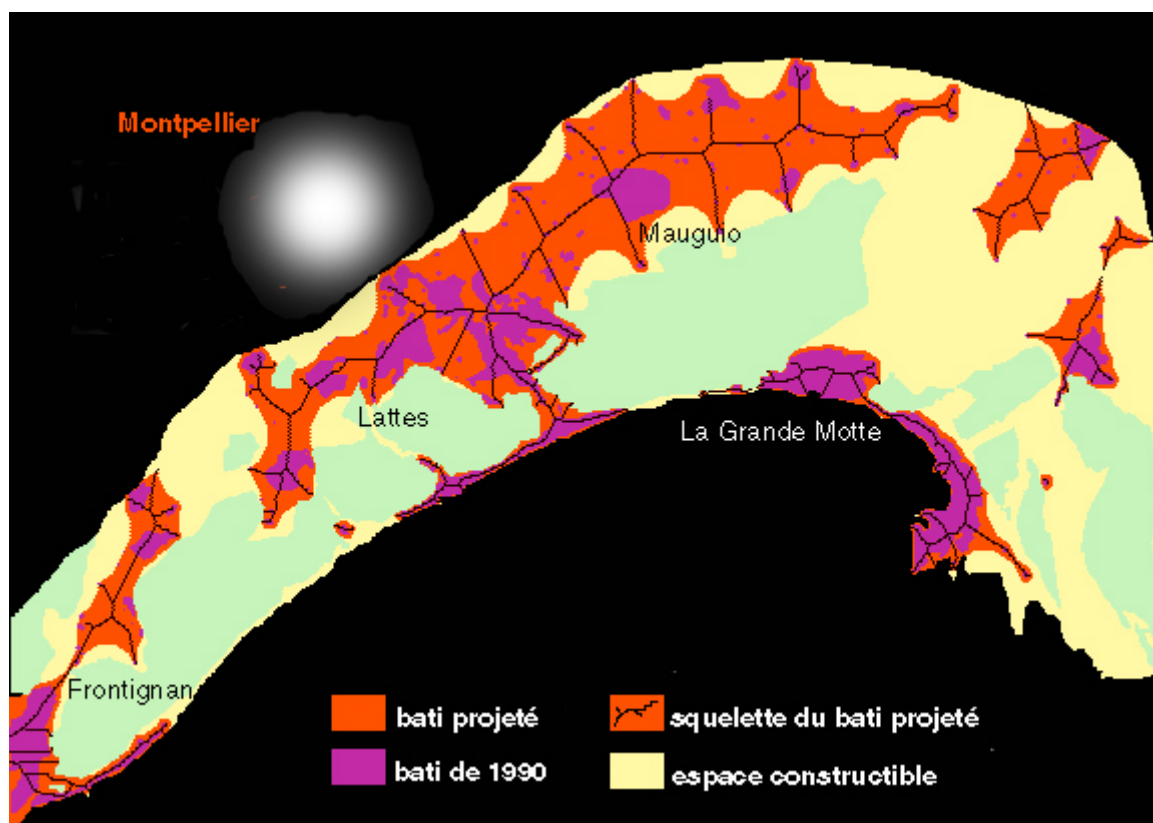 Montpellier
Mauguio
Lattes
La Grande Motte
Frontignan
bati projeté
squelette du bati projeté
bati de 1990
espace constructible